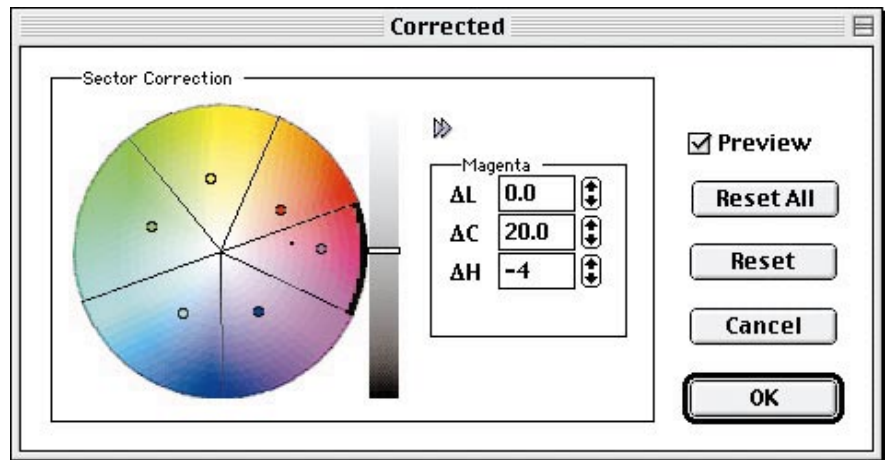 Corrected
Sector Correction
Magenta
ΔL 0.0
ΔC 20.0
ΔH -4
Preview
Reset All
Reset
Cancel
OK